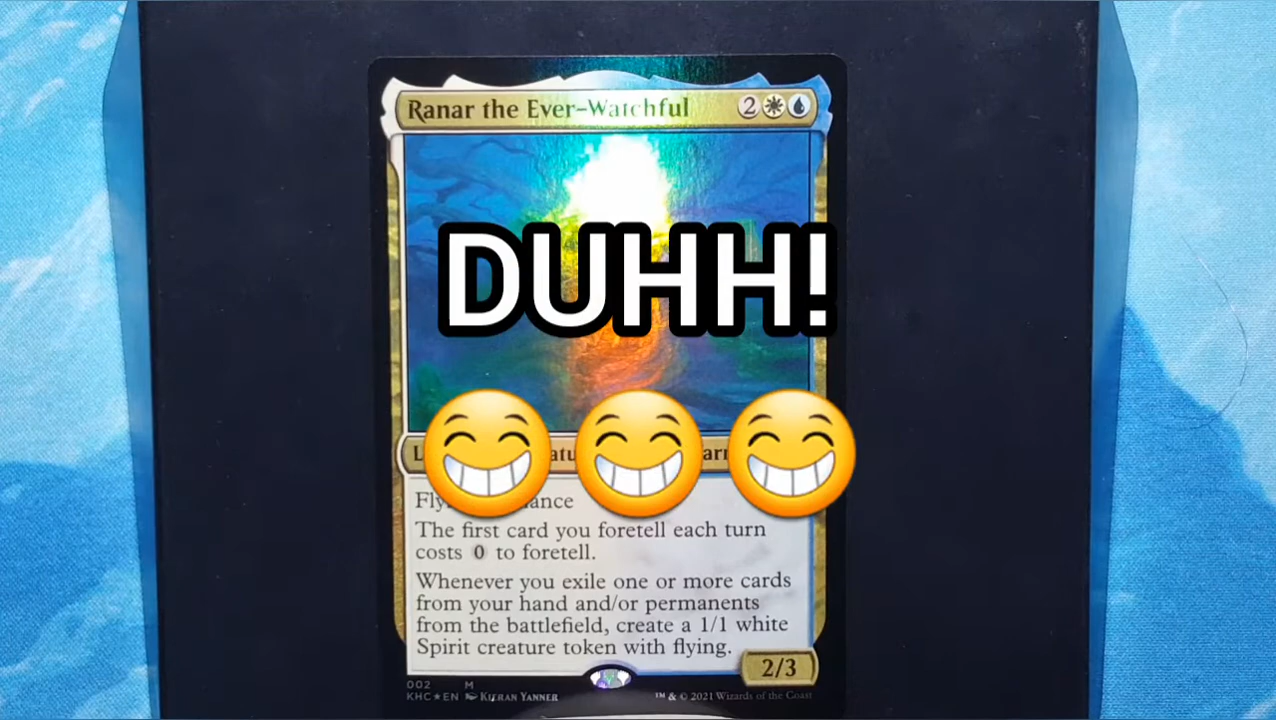 Ranar the Ever-Watchful 2
DUHH!
The first card you foretell each turn
costs 0 to foretell.
Whenever you exile one or more cards
from your hand and/or permanents
from the battlefield, create a 1/1 white
Spirit creature token with flying.
2/3
002 M
KHC★EN KIERAN YANNER ™ & © 2021 Wizards of the Coast